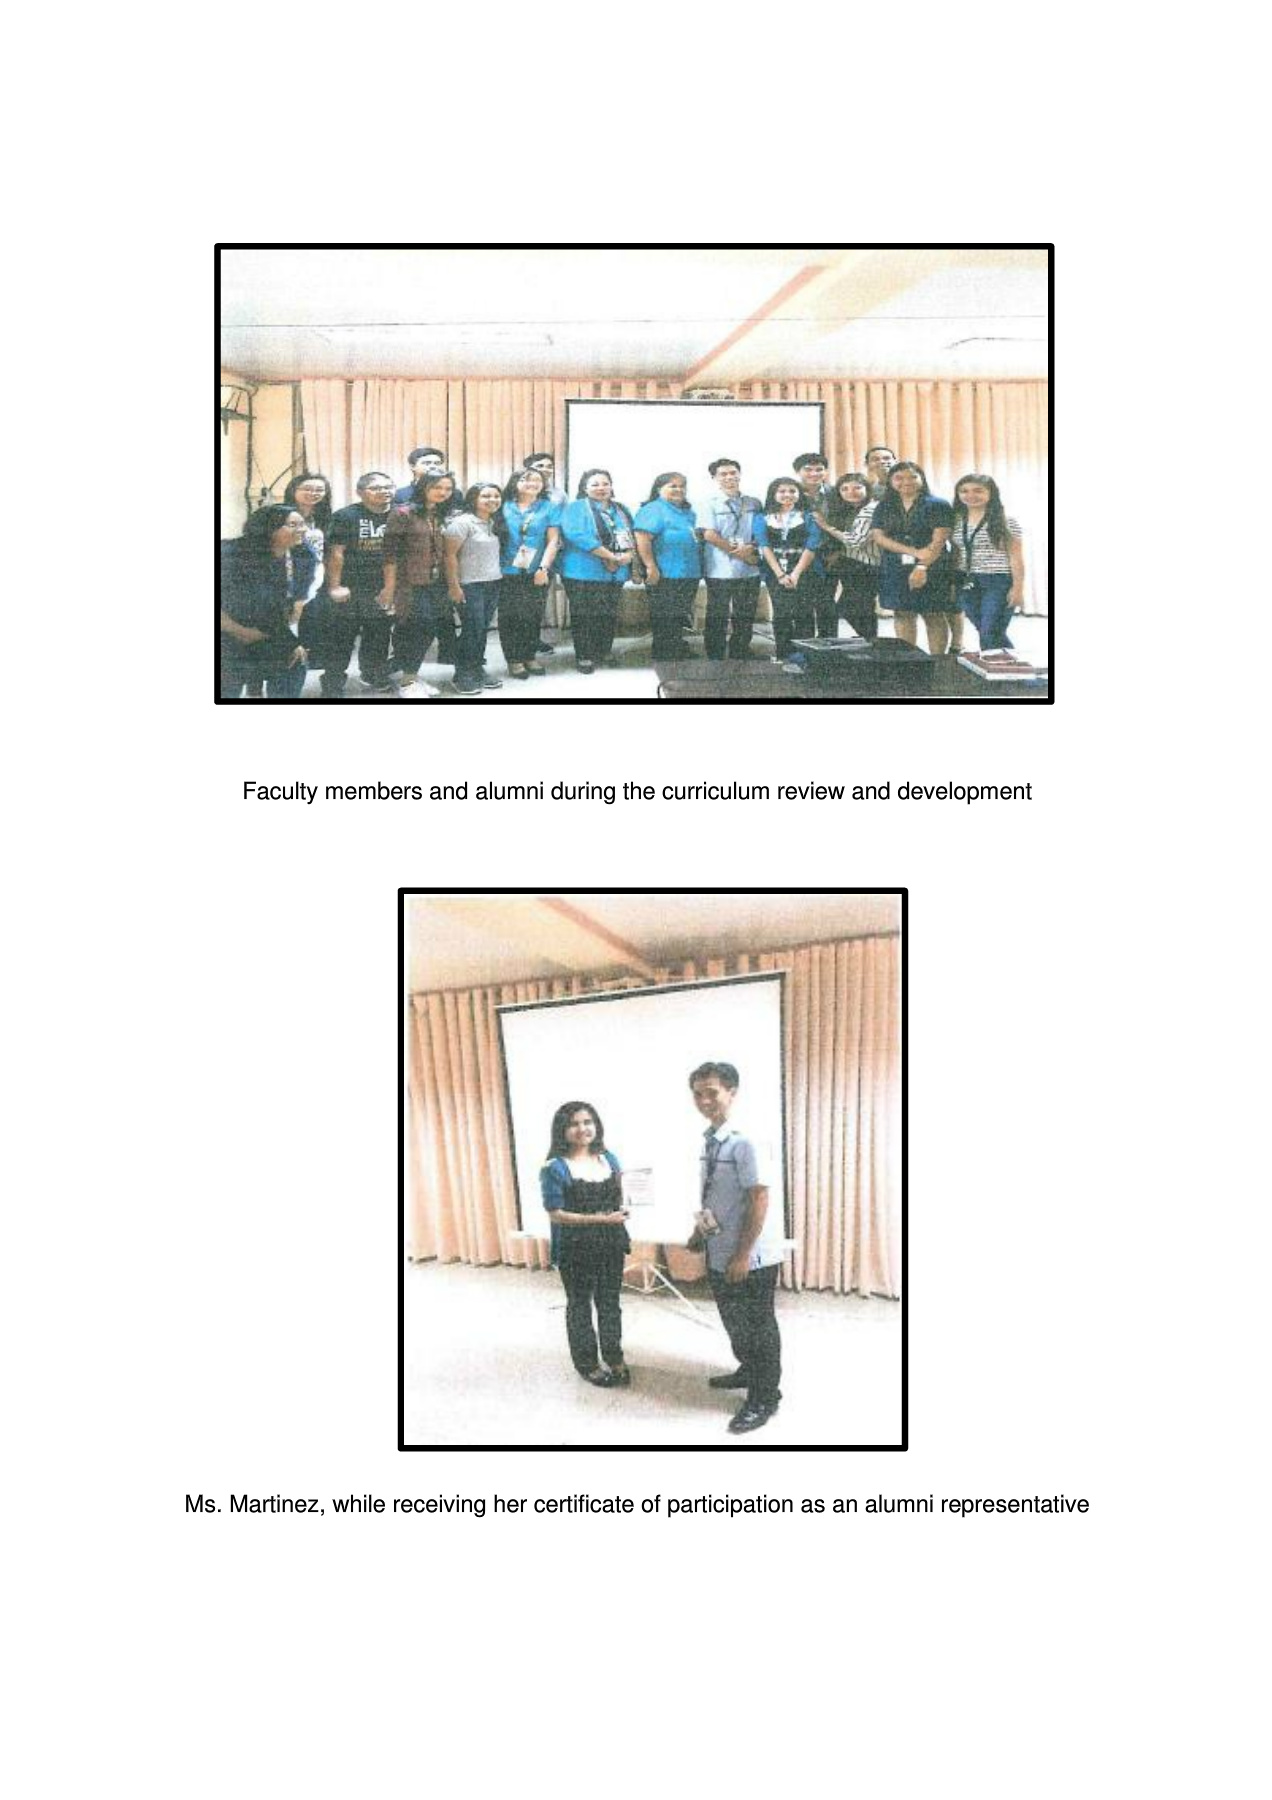 Faculty members and alumni during the curriculum review and development
Ms. Martinez, while receiving her certificate of participation as an alumni representative